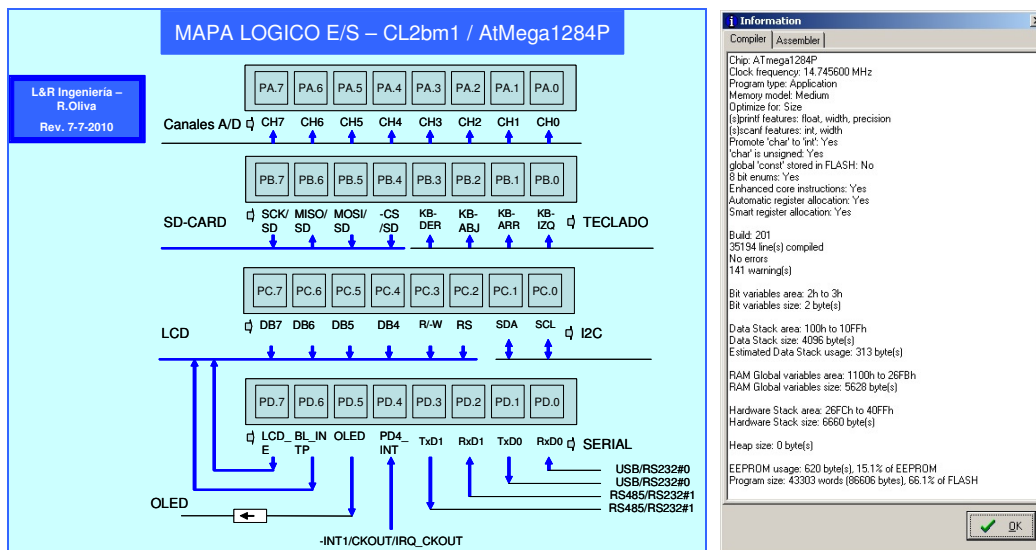 MAPA LOGICO E/S – CL2bm1 / AtMega1284P
L&R Ingeniería –
R.Oliva
Rev. 7-7-2010
PA.7 PA.6 PA.5 PA.4 PA.3 PA.2 PA.1 PA.0
Canales A/D CH7 CH6 CH5 CH4 CH3 CH2 CH1 CH0
PB.7 PB.6 PB.5 PB.4 PB.3 PB.2 PB.1 PB.0
SD-CARD SCK/ MISO/ MOSI/ -CS KB- KB- KB- KB- TECLADO
SD SD SD /SD DER ABJ ARR IZQ
PC.7 PC.6 PC.5 PC.4 PC.3 PC.2 PC.1 PC.0
LCD DB7 DB6 DB5 DB4 R/-W RS SDA SCL I2C
PD.7 PD.6 PD.5 PD.4 PD.3 PD.2 PD.1 PD.0
LCD_ BL_IN OLED PD4_ TxD1 RxD1 TxD0 RxD0 SERIAL
E TP INT
USB/RS232#0
USB/RS232#0
RS485/RS232#1
RS485/RS232#1
OLED
-INT1/CKOUT/IRQ_CKOUT
Information
Compiler Assembler
Chip: ATmega1284P
Clock frequency: 14.745600 MHz
Program type: Application
Memory model: Medium
Optimize for: Size
(s)printf features: float, width, precision
(s)scanf features: int, width
Promote 'char' to 'int': Yes
'char' is unsigned: Yes
global 'const' stored in FLASH: No
8 bit enums: Yes
Enhanced core instructions: Yes
Automatic register allocation: Yes
Smart register allocation: Yes
Build: 201
35194 line(s) compiled
No errors
141 warning(s)
Bit variables area: 2h to 3h
Bit variables size: 2 byte(s)
Data Stack area: 100h to 10FFh
Data Stack size: 4096 byte(s)
Estimated Data Stack usage: 313 byte(s)
RAM Global variables area: 1100h to 26FBh
RAM Global variables size: 5628 byte(s)
Hardware Stack area: 26FCh to 40FFh
Hardware Stack size: 6660 byte(s)
Heap size: 0 byte(s)
EEPROM usage: 620 byte(s), 15.1% of EEPROM
Program size: 43303 words (86606 bytes), 66.1% of FLASH
OK